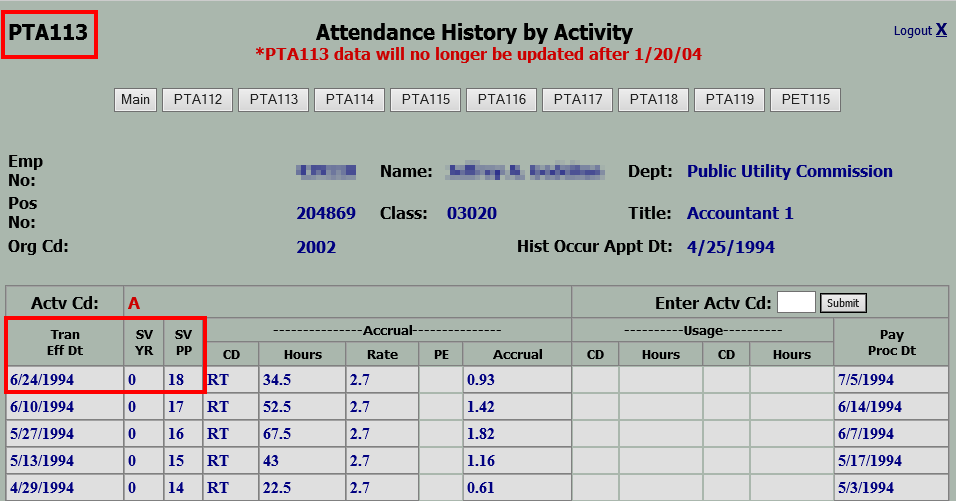 PTA113
Attendance History by Activity
Logout X
*PTA113 data will no longer be updated after 1/20/04
Main PTA112 PTA113 PTA114 PTA115 PTA116 PTA117 PTA118 PTA119 PET115
Emp No: Name: Dept: Public Utility Commission
Pos No: 204869 Class: 03020 Title: Accountant 1
Org Cd: 2002 Hist Occur Appt Dt: 4/25/1994
Actv Cd: A Enter Actv Cd: Submit
Tran Eff Dt SV YR SV PP ---------------Accrual--------------- ----------Usage---------- Pay Proc Dt
CD Hours Rate PE Accrual CD Hours CD Hours
6/24/1994 0 18 RT 34.5 2.7 0.93 7/5/1994
6/10/1994 0 17 RT 52.5 2.7 1.42 6/14/1994
5/27/1994 0 16 RT 67.5 2.7 1.82 6/7/1994
5/13/1994 0 15 RT 43 2.7 1.16 5/17/1994
4/29/1994 0 14 RT 22.5 2.7 0.61 5/3/1994